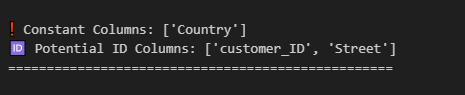 ❗ Constant Columns: ['Country']
🆔 Potential ID Columns: ['customer_ID', 'Street']
==================================================